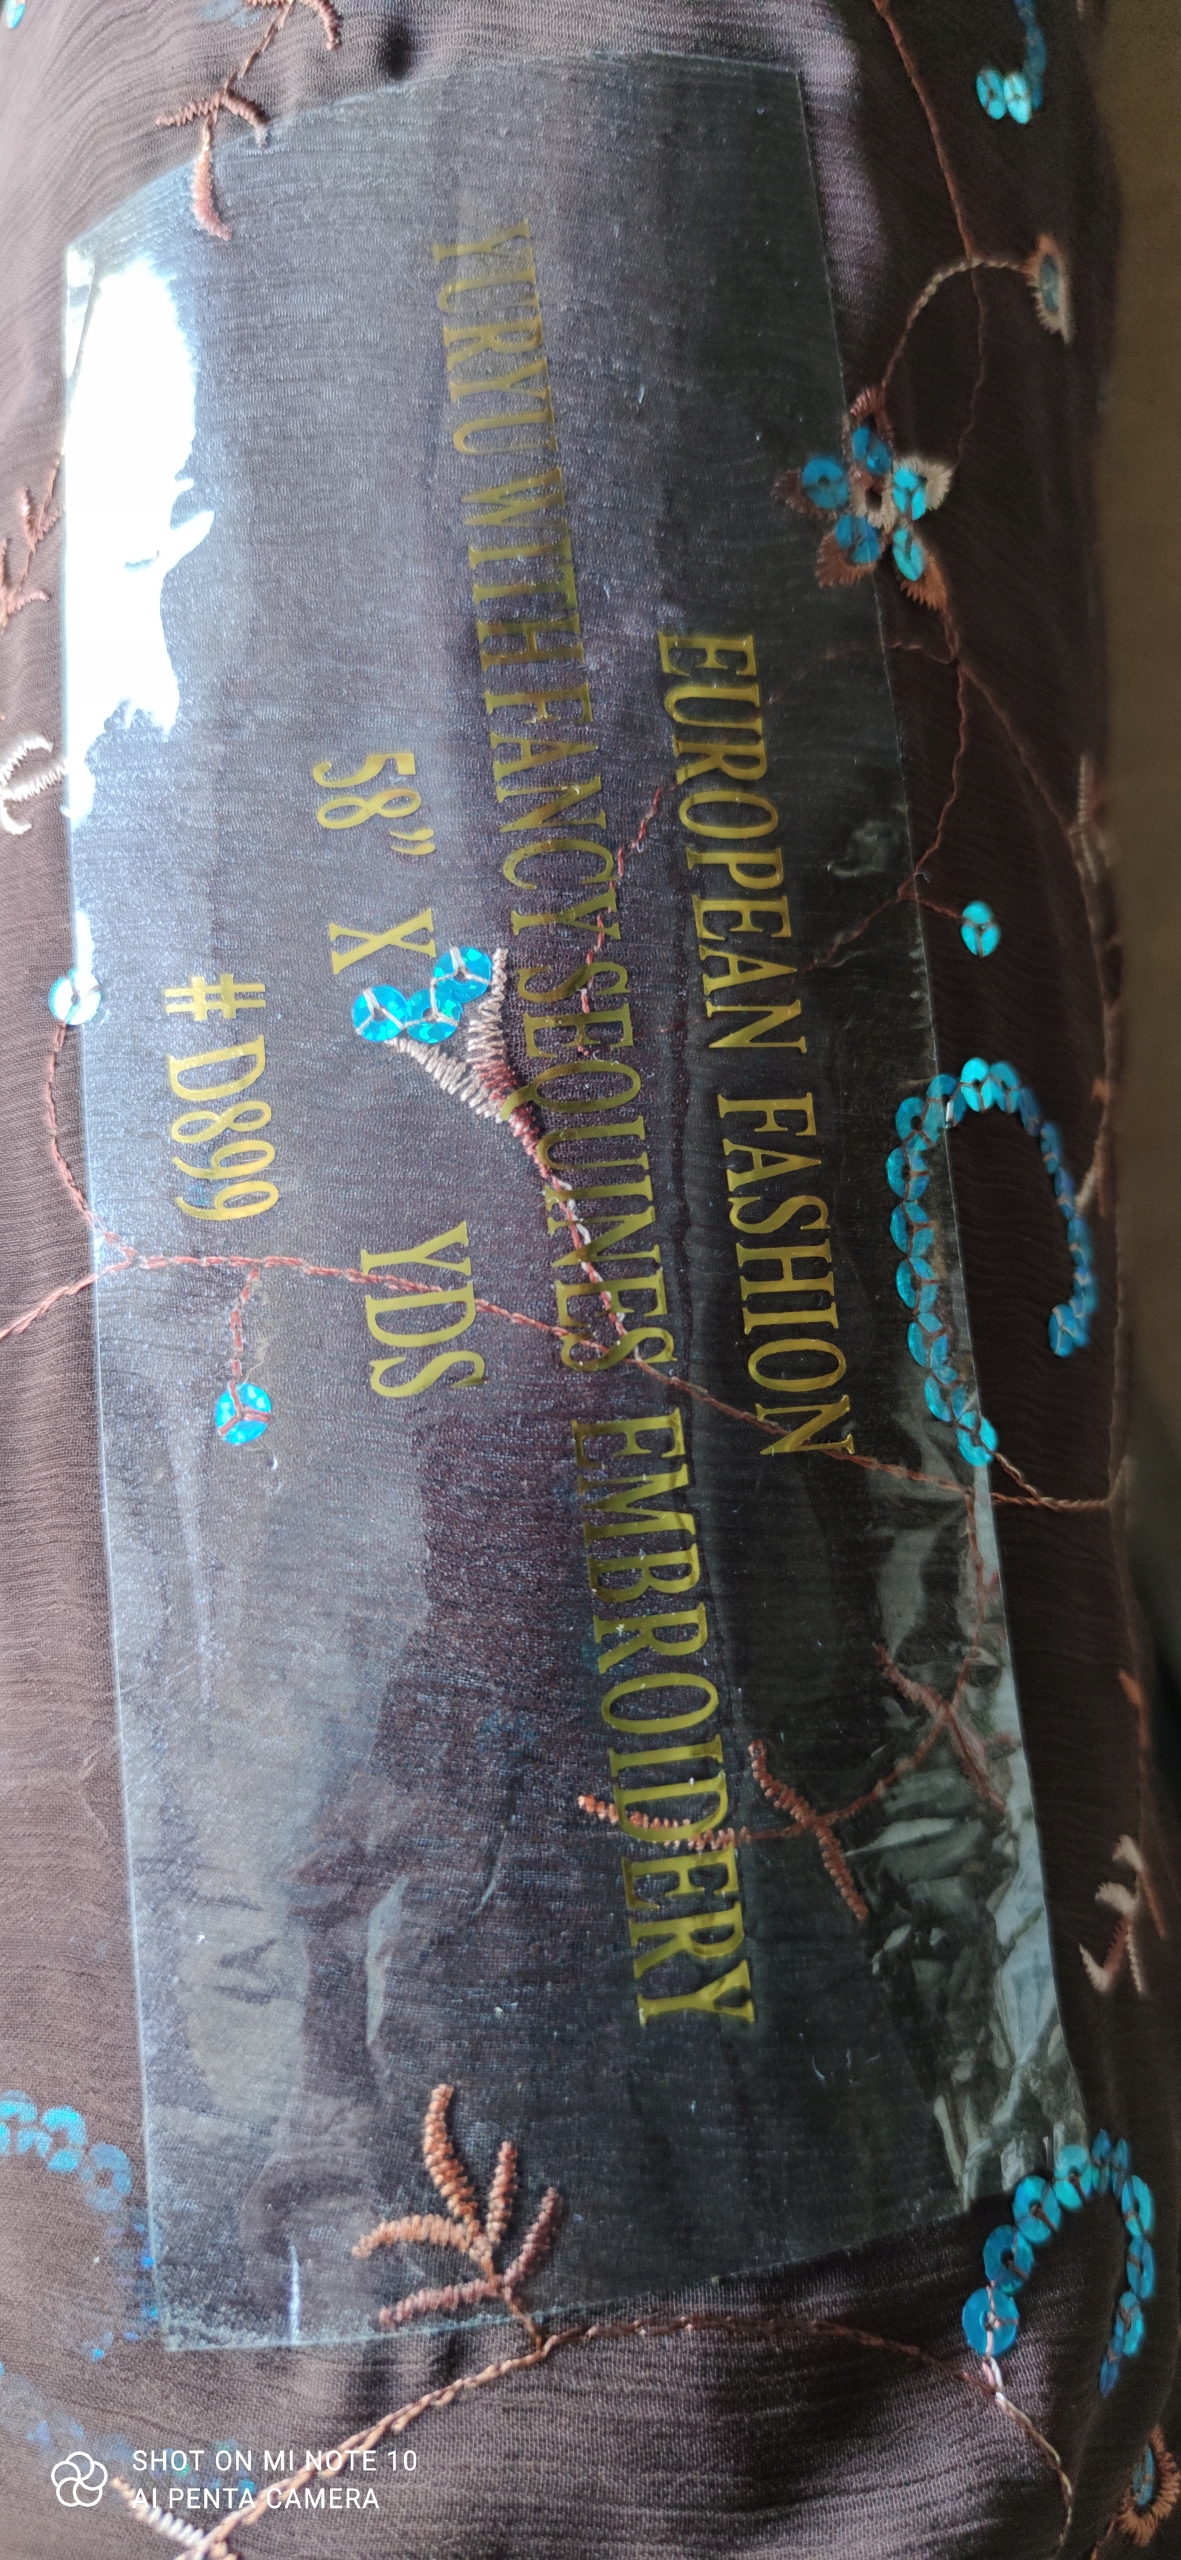 EUROPEAN FASHION
YURYU WITH FANCY SEQUINES EMBROIDERY
58” X YDS
# D899
SHOT ON MI NOTE 10
AI PENTA CAMERA